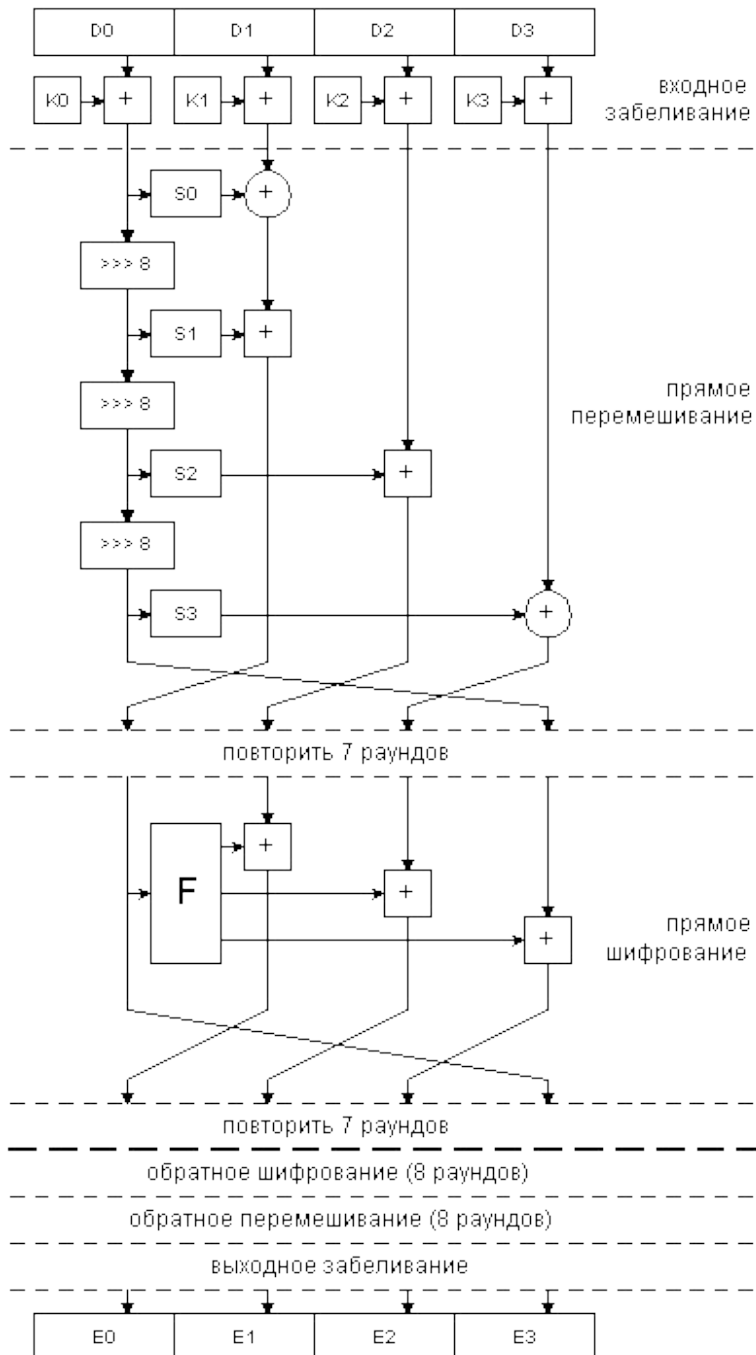 D0 D1 D2 D3
K0 + K1 + K2 + K3 +
входное
забеливание
S0 +
>>> 8
S1 +
>>> 8
прямое
перемешивание
S2 +
>>> 8
S3 +
повторить 7 раундов
+
F +
+
прямое
шифрование
повторить 7 раундов
обратное шифрование (8 раундов)
обратное перемешивание (8 раундов)
выходное забеливание
E0 E1 E2 E3